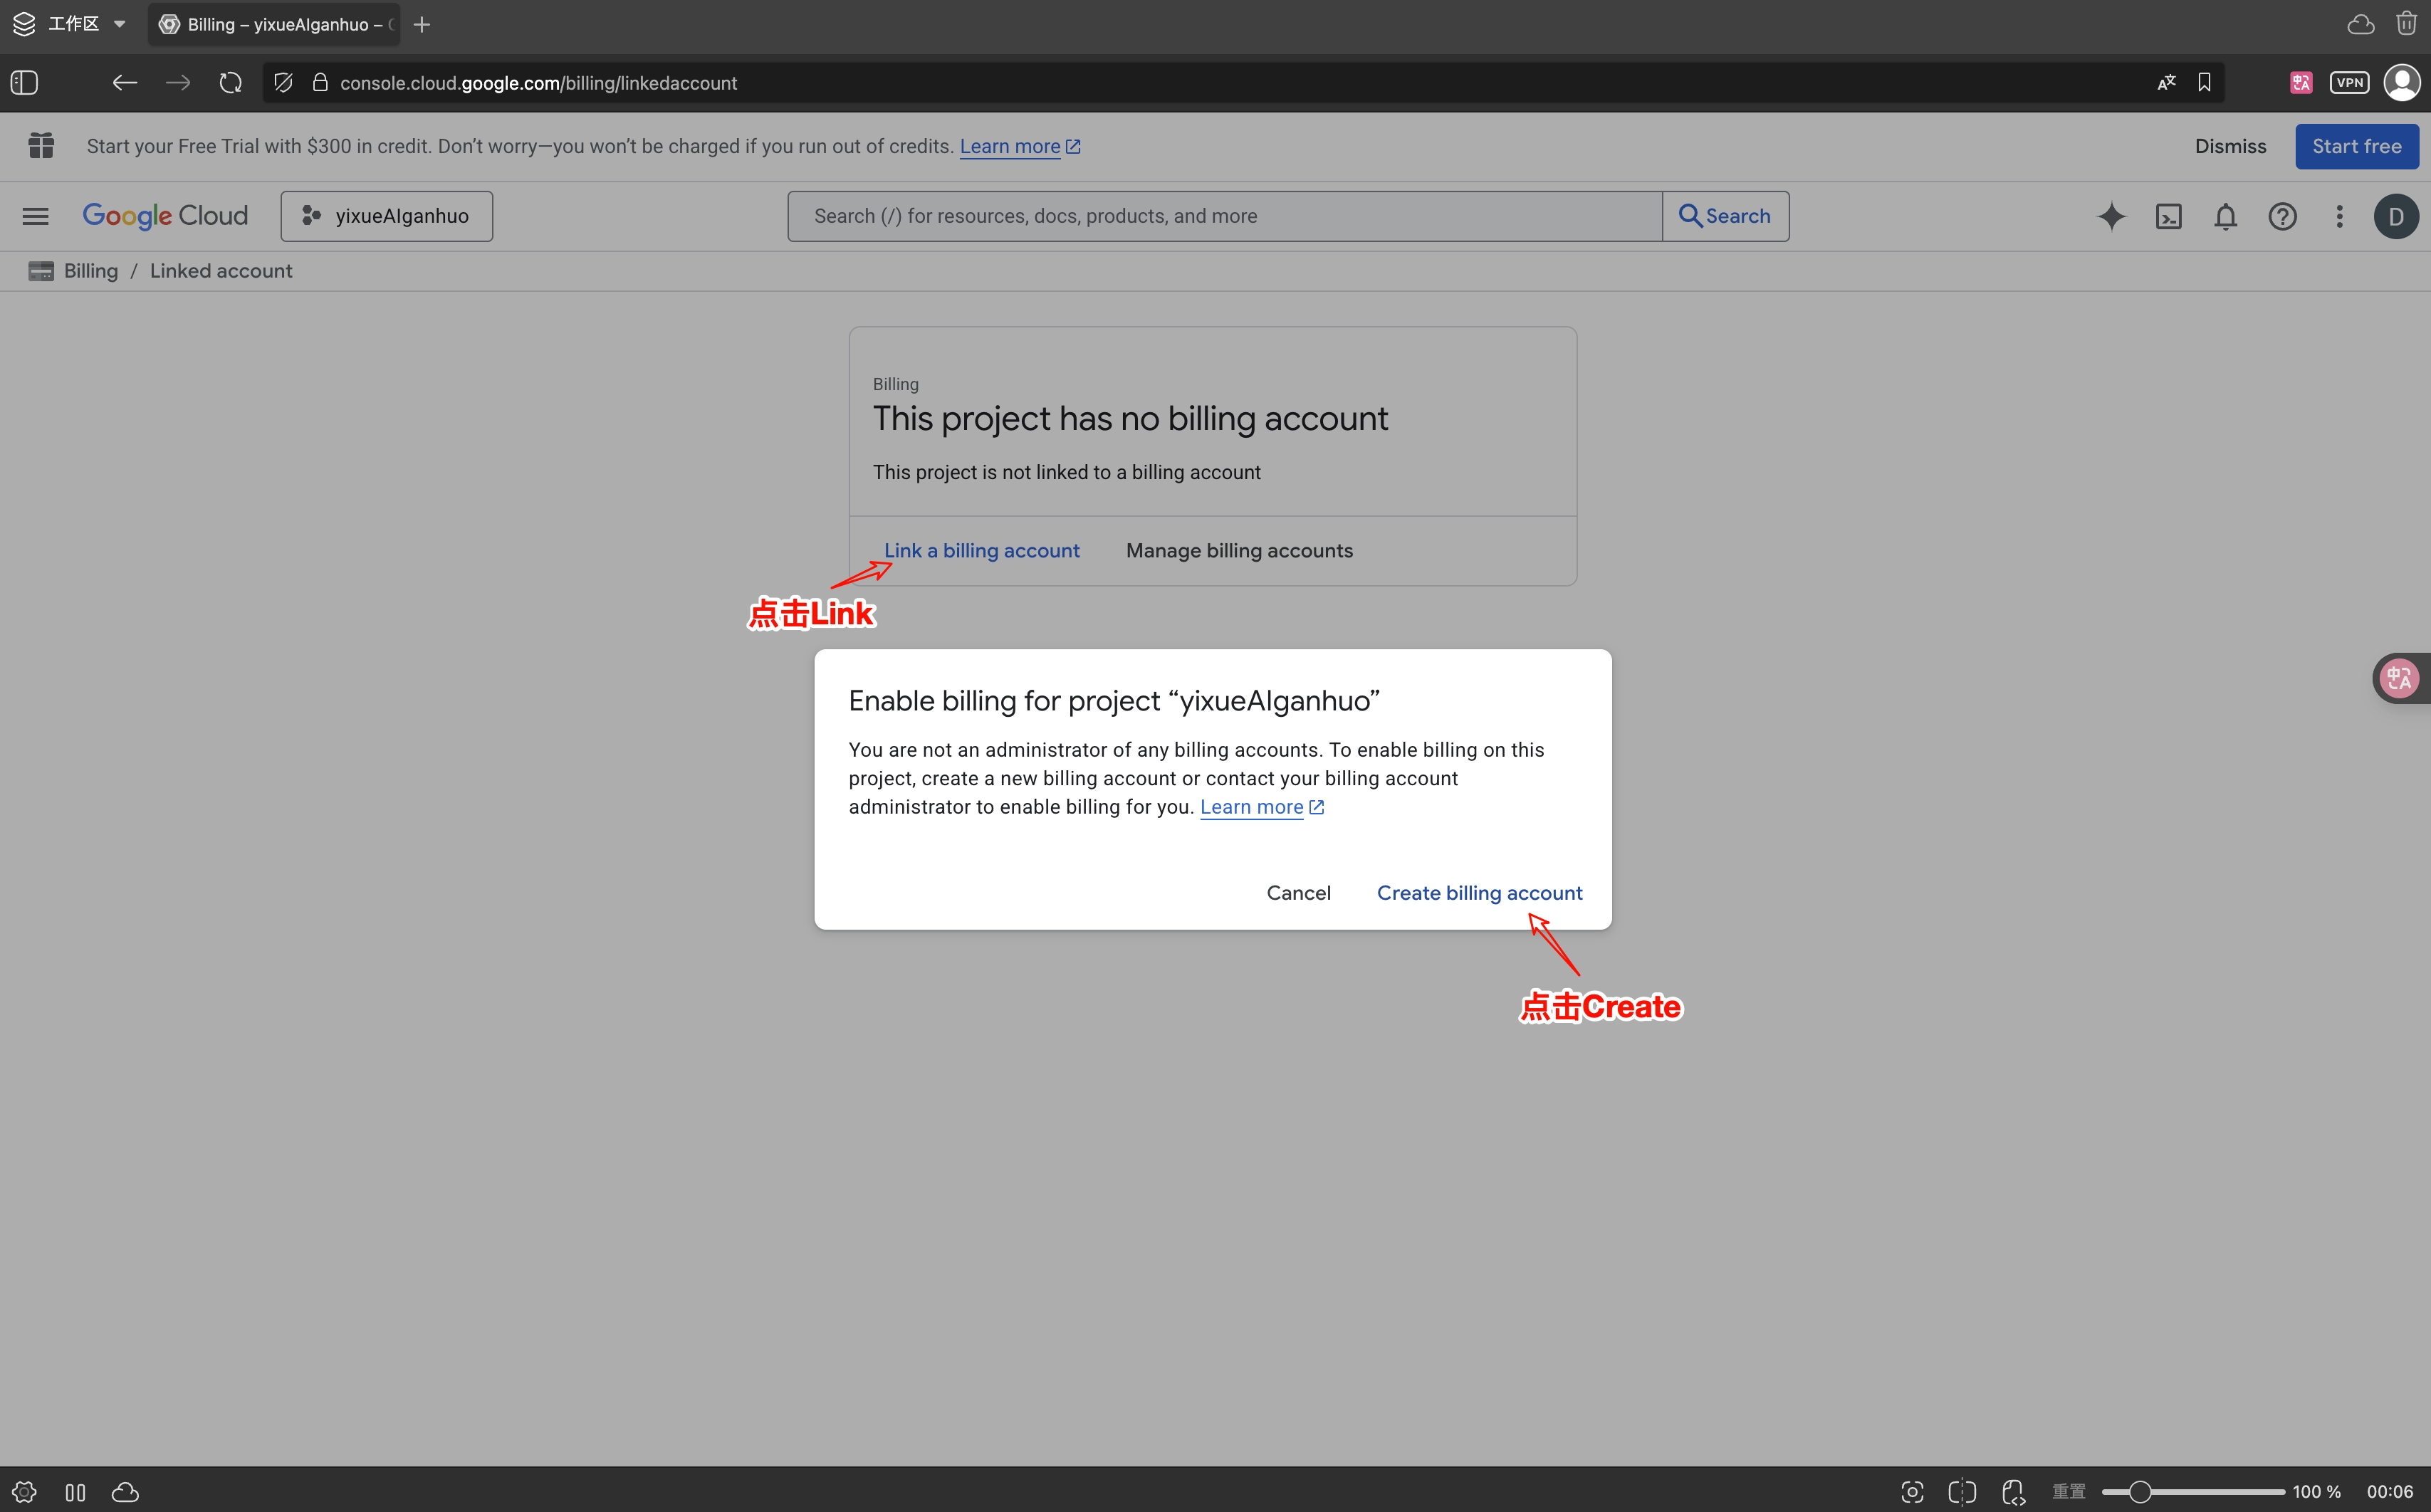 工作区
Billing – yixueAIganhuo –
console.cloud.google.com/billing/linkedaccount
VPN
Start your Free Trial with $300 in credit. Don’t worry—you won’t be charged if you run out of credits. Learn more
Dismiss
Start free
Google Cloud
yixueAIganhuo
Search (/) for resources, docs, products, and more
Search
D
Billing / Linked account
Billing
This project has no billing account
This project is not linked to a billing account
Link a billing account
Manage billing accounts
点击Link
Enable billing for project “yixueAIganhuo”
You are not an administrator of any billing accounts. To enable billing on this
project, create a new billing account or contact your billing account
administrator to enable billing for you. Learn more
Cancel
Create billing account
点击Create
重置
100 %
00:06